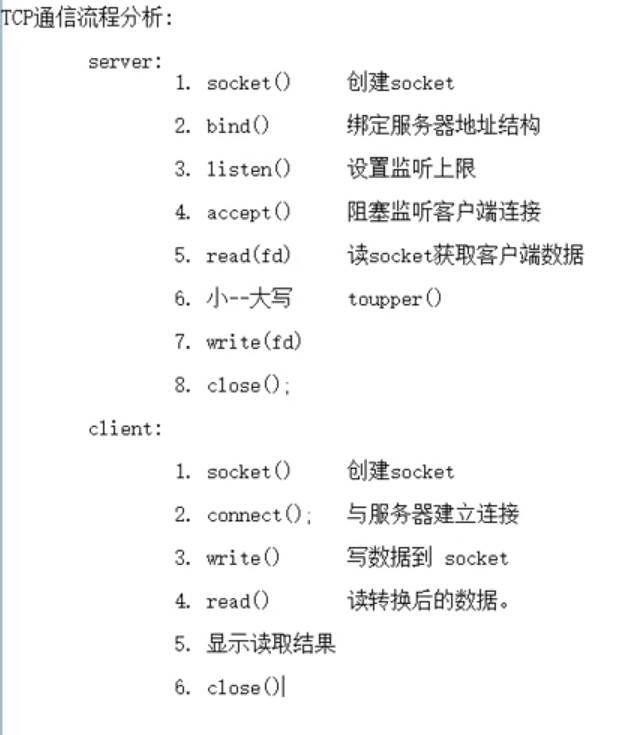 TCP通信流程分析:
server:
1. socket() 创建socket
2. bind() 绑定服务器地址结构
3. listen() 设置监听上限
4. accept() 阻塞监听客户端连接
5. read(fd) 读socket获取客户端数据
6. 小--大写 toupper()
7. write(fd)
8. close();
client:
1. socket() 创建socket
2. connect(); 与服务器建立连接
3. write() 写数据到 socket
4. read() 读转换后的数据。
5. 显示读取结果
6. close()